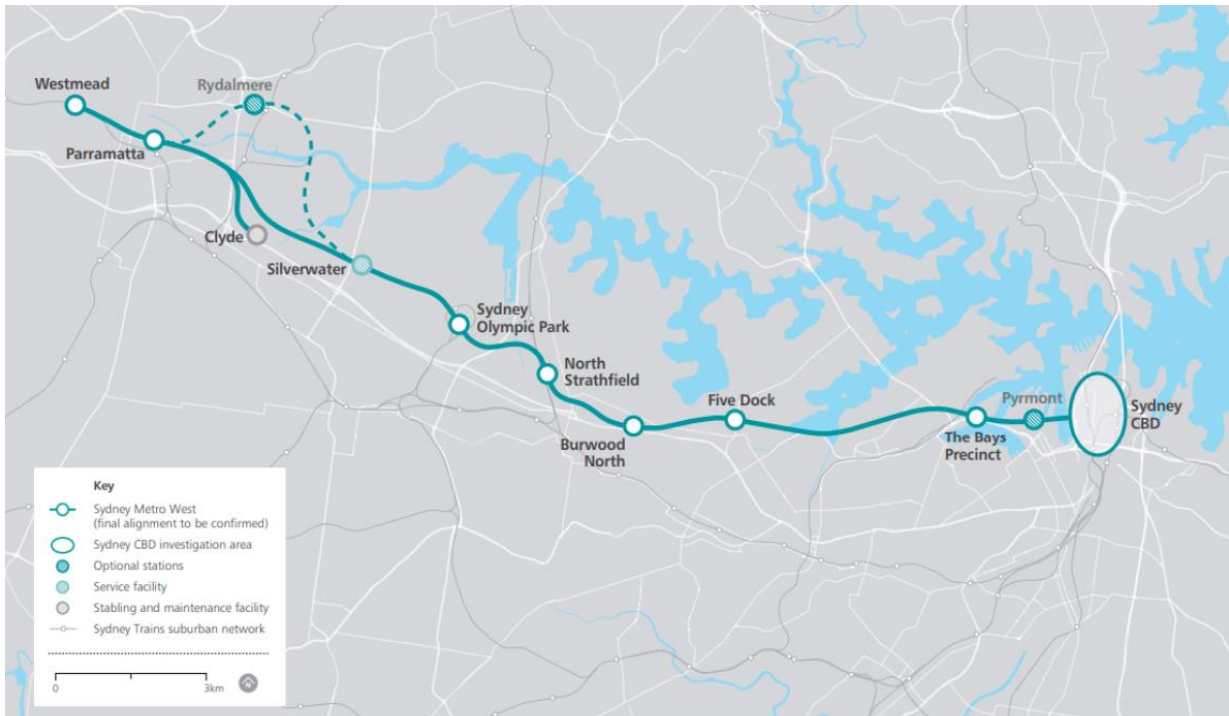 Westmead
Rydalmere
Parramatta
Clyde
Silverwater
Sydney
Olympic Park
North
Strathfield
Burwood
North
Five Dock
The Bays
Precinct
Pyrmont
Sydney
CBD
Key
Sydney Metro West
(final alignment to be confirmed)
Sydney CBD investigation area
Optional stations
Service facility
Stabling and maintenance facility
Sydney Trains suburban network
0
3km
N